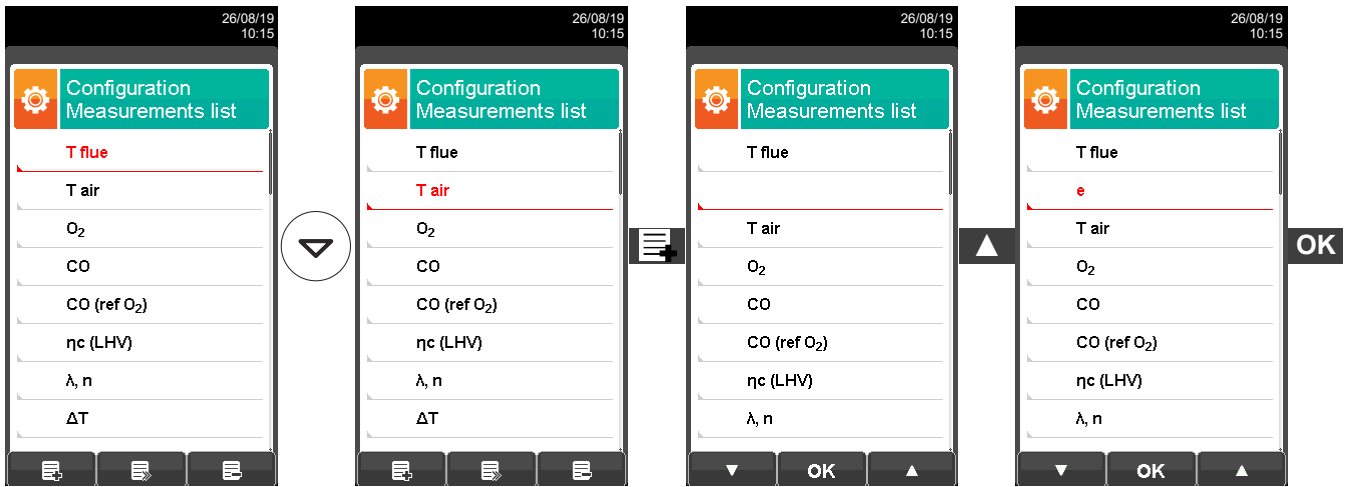 26/08/19
10:15
Configuration
Measurements list
T flue
T air
O₂
CO
CO (ref O₂)
ηc (LHV)
λ, n
ΔT
26/08/19
10:15
Configuration
Measurements list
T flue
T air
O₂
CO
CO (ref O₂)
ηc (LHV)
λ, n
ΔT
26/08/19
10:15
Configuration
Measurements list
T flue
T air
O₂
CO
CO (ref O₂)
ηc (LHV)
λ, n
OK
26/08/19
10:15
Configuration
Measurements list
T flue
e
T air
O₂
CO
CO (ref O₂)
ηc (LHV)
λ, n
OK
OK